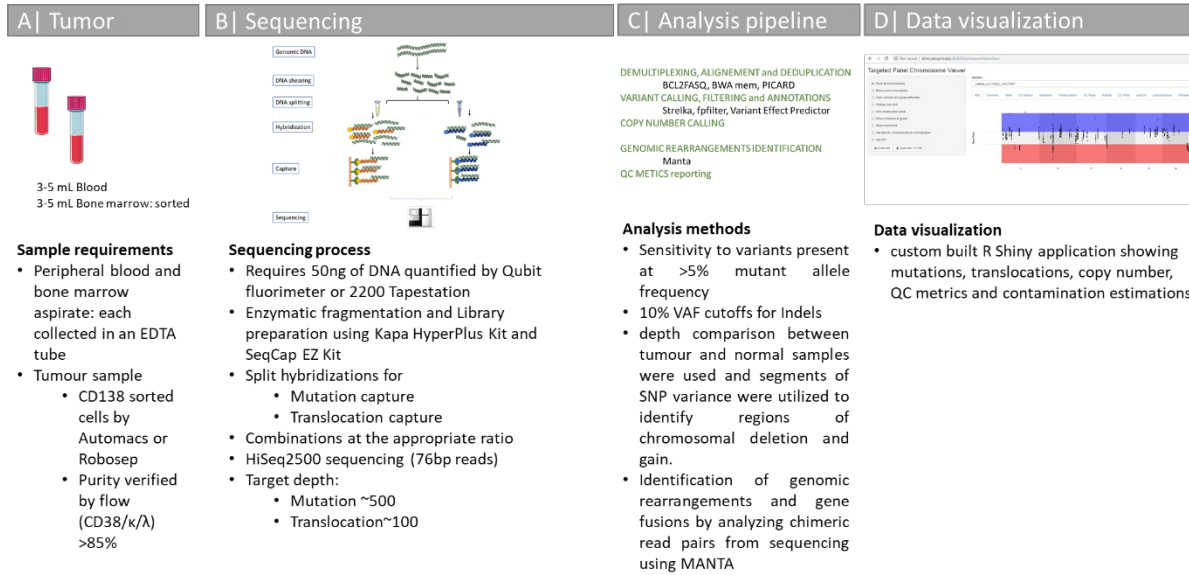 A| Tumor
3-5 mL Blood
3-5 mL Bone marrow: sorted
Sample requirements
• Peripheral blood and
bone marrow
aspirate: each
collected in an EDTA
tube
• Tumour sample
• CD138 sorted
cells by
Automacs or
Robosep
• Purity verified
by flow
(CD38/κ/λ)
>85%
B| Sequencing
Genomic DNA
DNA shearing
DNA splitting
Hybridization
Capture
Sequencing
Sequencing process
• Requires 50ng of DNA quantified by Qubit
fluorimeter or 2200 Tapestation
• Enzymatic fragmentation and Library
preparation using Kapa HyperPlus Kit and
SeqCap EZ Kit
• Split hybridizations for
• Mutation capture
• Translocation capture
• Combinations at the appropriate ratio
• HiSeq2500 sequencing (76bp reads)
• Target depth:
• Mutation ~500
• Translocation~100
C| Analysis pipeline
DEMULTIPLEXING, ALIGNEMENT and DEDUPLICATION
BCL2FASQ, BWA mem, PICARD
VARIANT CALLING, FILTERING and ANNOTATIONS
Strelka, fpfilter, Variant Effect Predictor
COPY NUMBER CALLING
GENOMIC REARRANGEMENTS IDENTIFICATION
Manta
QC METICS reporting
Analysis methods
• Sensitivity to variants present
at >5% mutant allele
frequency
• 10% VAF cutoffs for Indels
• depth comparison between
tumour and normal samples
were used and segments of
SNP variance were utilized to
identify regions of
chromosomal deletion and
gain.
• Identification of genomic
rearrangements and gene
fusions by analyzing chimeric
read pairs from sequencing
using MANTA
D| Data visualization
Targeted Panel Chromosome Viewer
Data visualization
• custom built R Shiny application showing
mutations, translocations, copy number,
QC metrics and contamination estimations